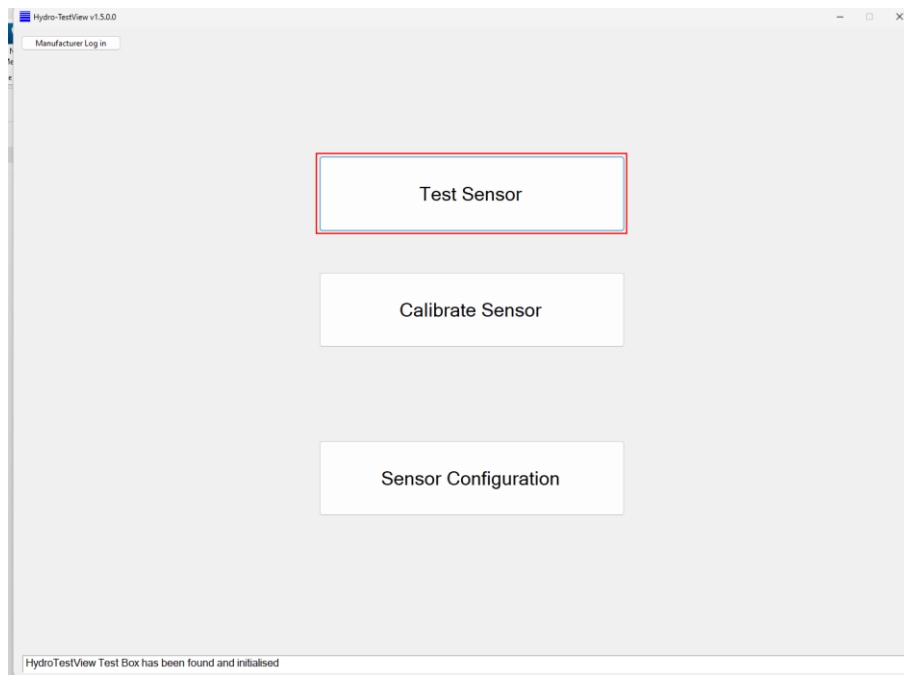 Hydro-TestView v1.5.0.0
Manufacturer Log in
Test Sensor
Calibrate Sensor
Sensor Configuration
HydroTestView Test Box has been found and initialised